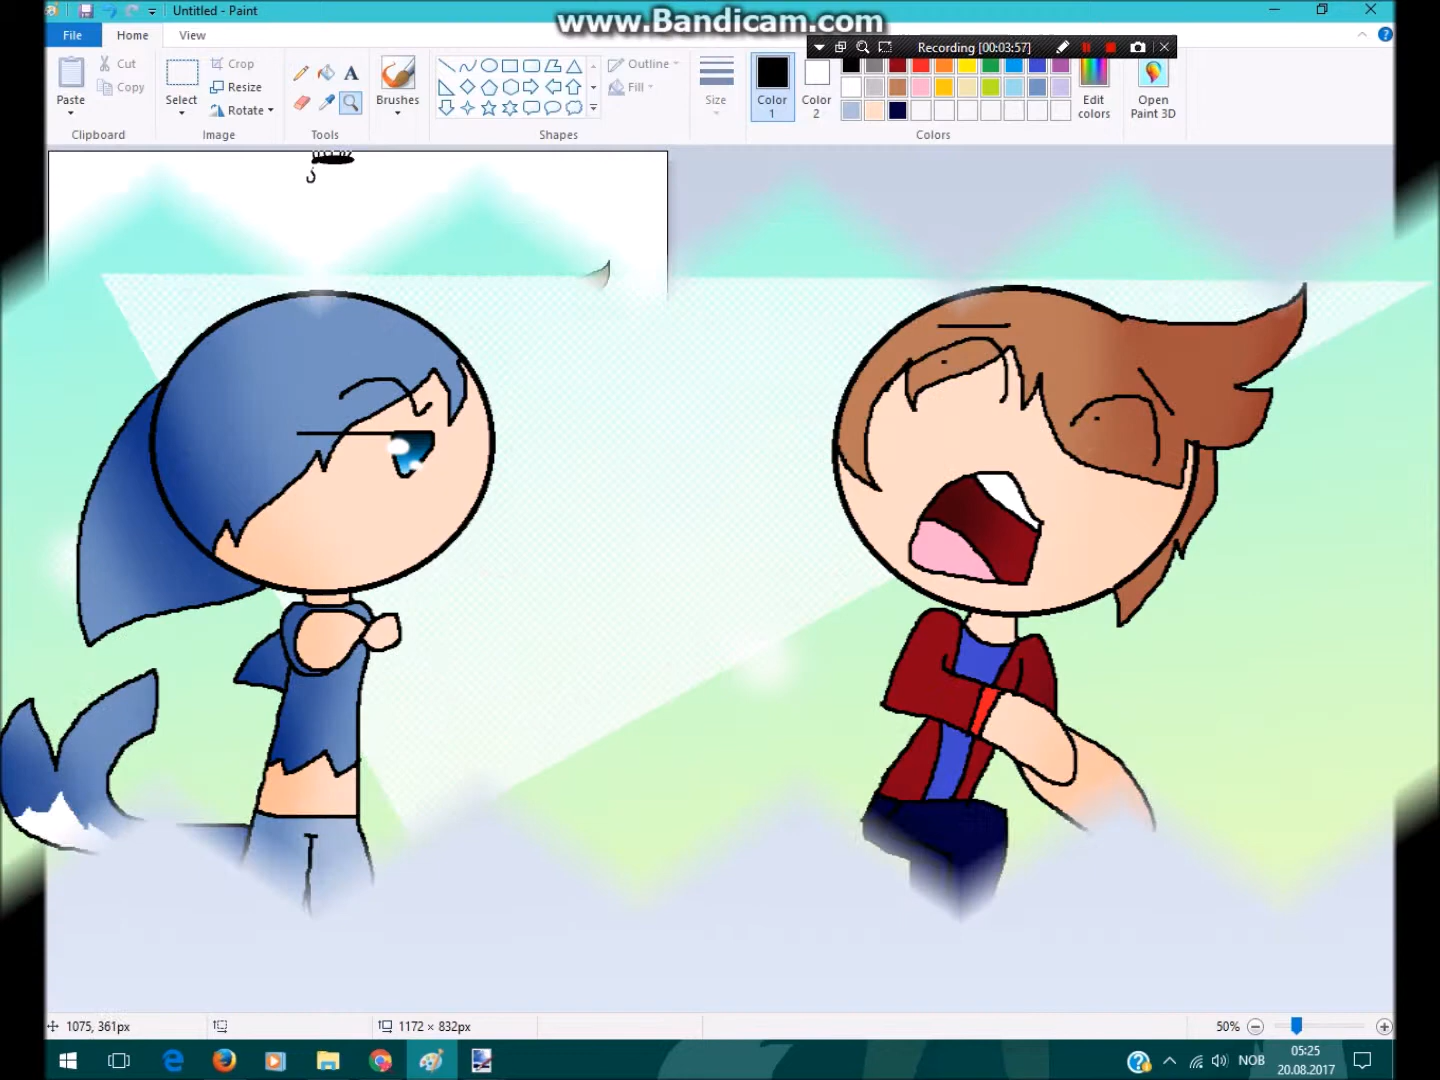 Untitled - Paint
www.Bandicam.com
File Home View
Recording [00:03:57]
Paste
Cut
Copy
Clipboard
Select
Crop
Resize
Rotate
Image
A
Tools
Brushes
Outline
Fill
Shapes
Size
Color 1
Color 2
Edit colors
Colors
Open Paint 3D
1075, 361px
1172 × 832px
50%
NOB
05:25
20.08.2017